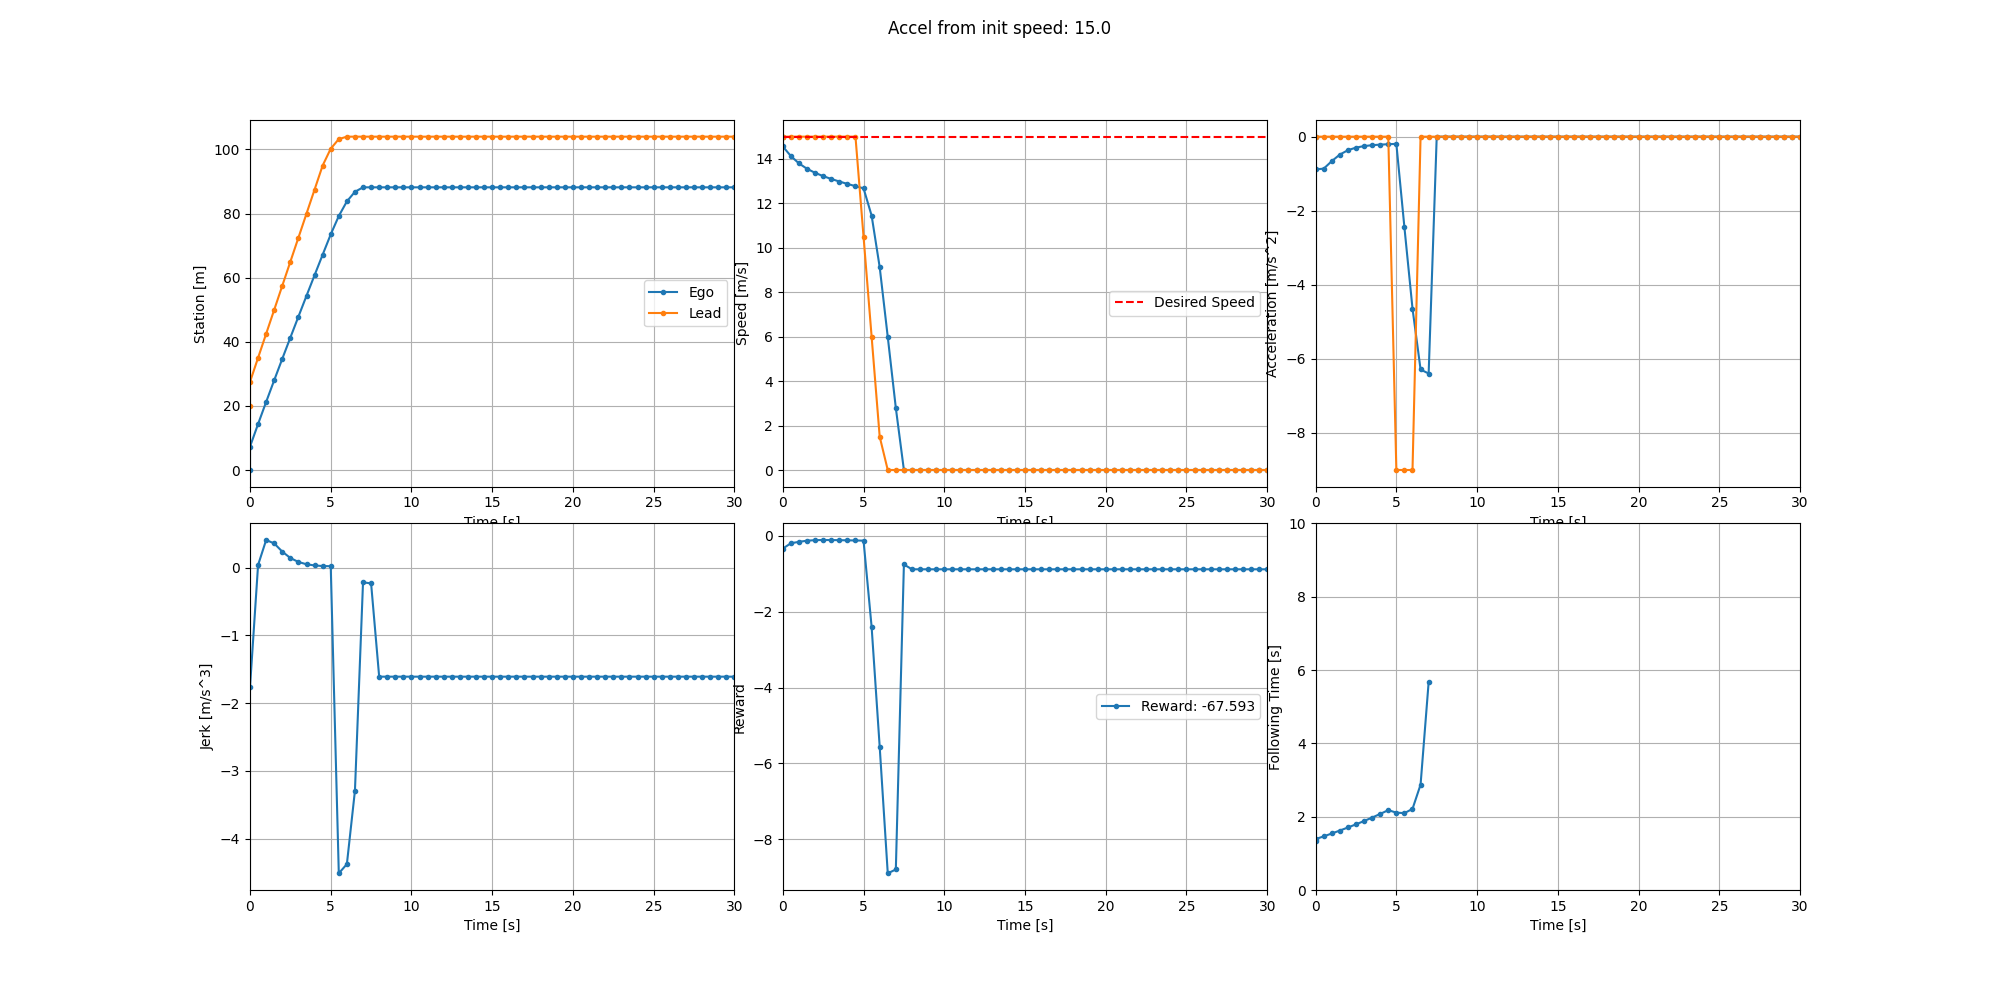 Accel from init speed: 15.0
Station [m]
100
80
60
40
20
0
Ego
Lead
0 5 10 15 20 25 30
Time [s]
Speed [m/s]
14
12
10
8
6
4
2
0
Desired Speed
0 5 10 15 20 25 30
Time [s]
Acceleration [m/s^2]
0
−2
−4
−6
−8
0 5 10 15 20 25 30
Time [s]
Jerk [m/s^3]
0
−1
−2
−3
−4
0 5 10 15 20 25 30
Time [s]
Reward
0
−2
−4
−6
−8
Reward: -67.593
0 5 10 15 20 25 30
Time [s]
Following Time [s]
10
8
6
4
2
0
0 5 10 15 20 25 30
Time [s]